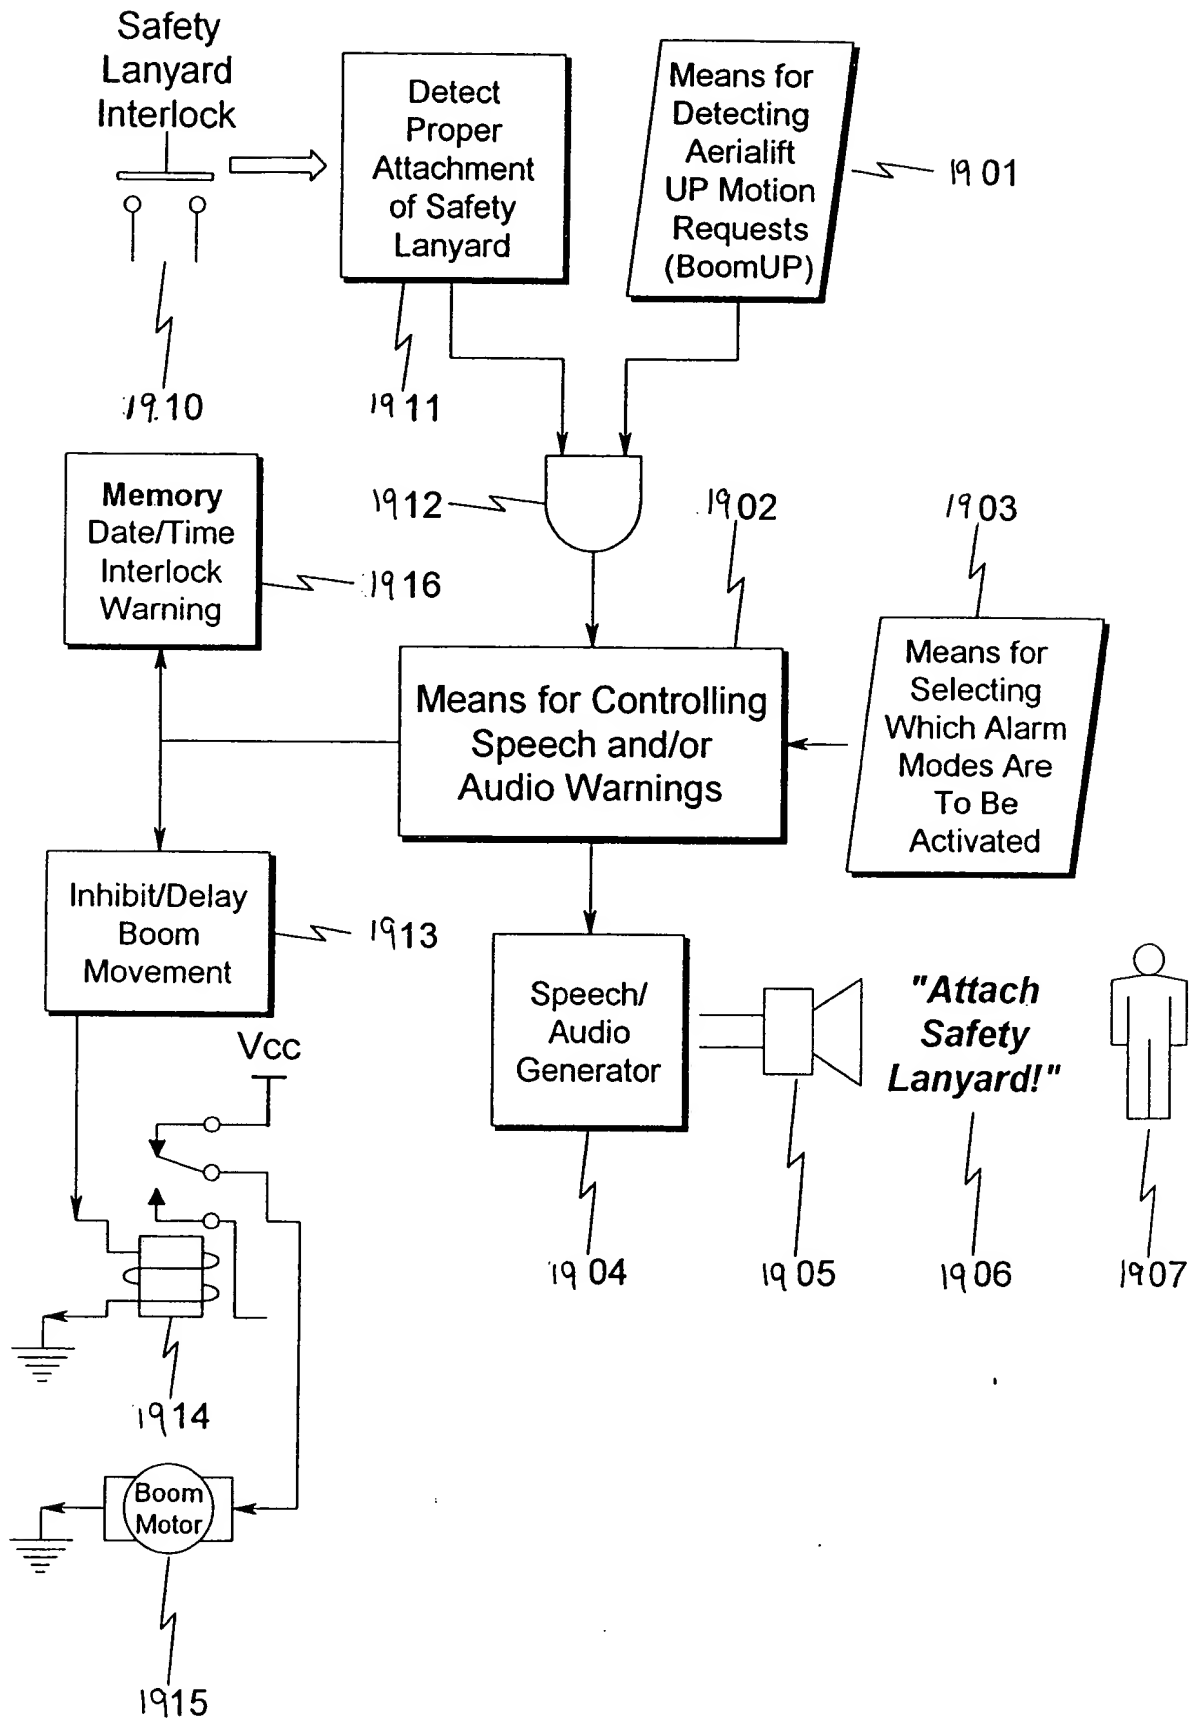 Safety
Lanyard
Interlock
Detect
Proper
Attachment
of Safety
Lanyard
Means for
Detecting
Aerialift
UP Motion
Requests
(BoomUP)
1901
1910
1911
Memory
Date/Time
Interlock
Warning
1916
1912
1902
1903
Means for Controlling
Speech and/or
Audio Warnings
Means for
Selecting
Which Alarm
Modes Are
To Be
Activated
Inhibit/Delay
Boom
Movement
1913
Speech/
Audio
Generator
"Attach
Safety
Lanyard!"
Vcc
1904
1905
1906
1907
1914
Boom
Motor
1915